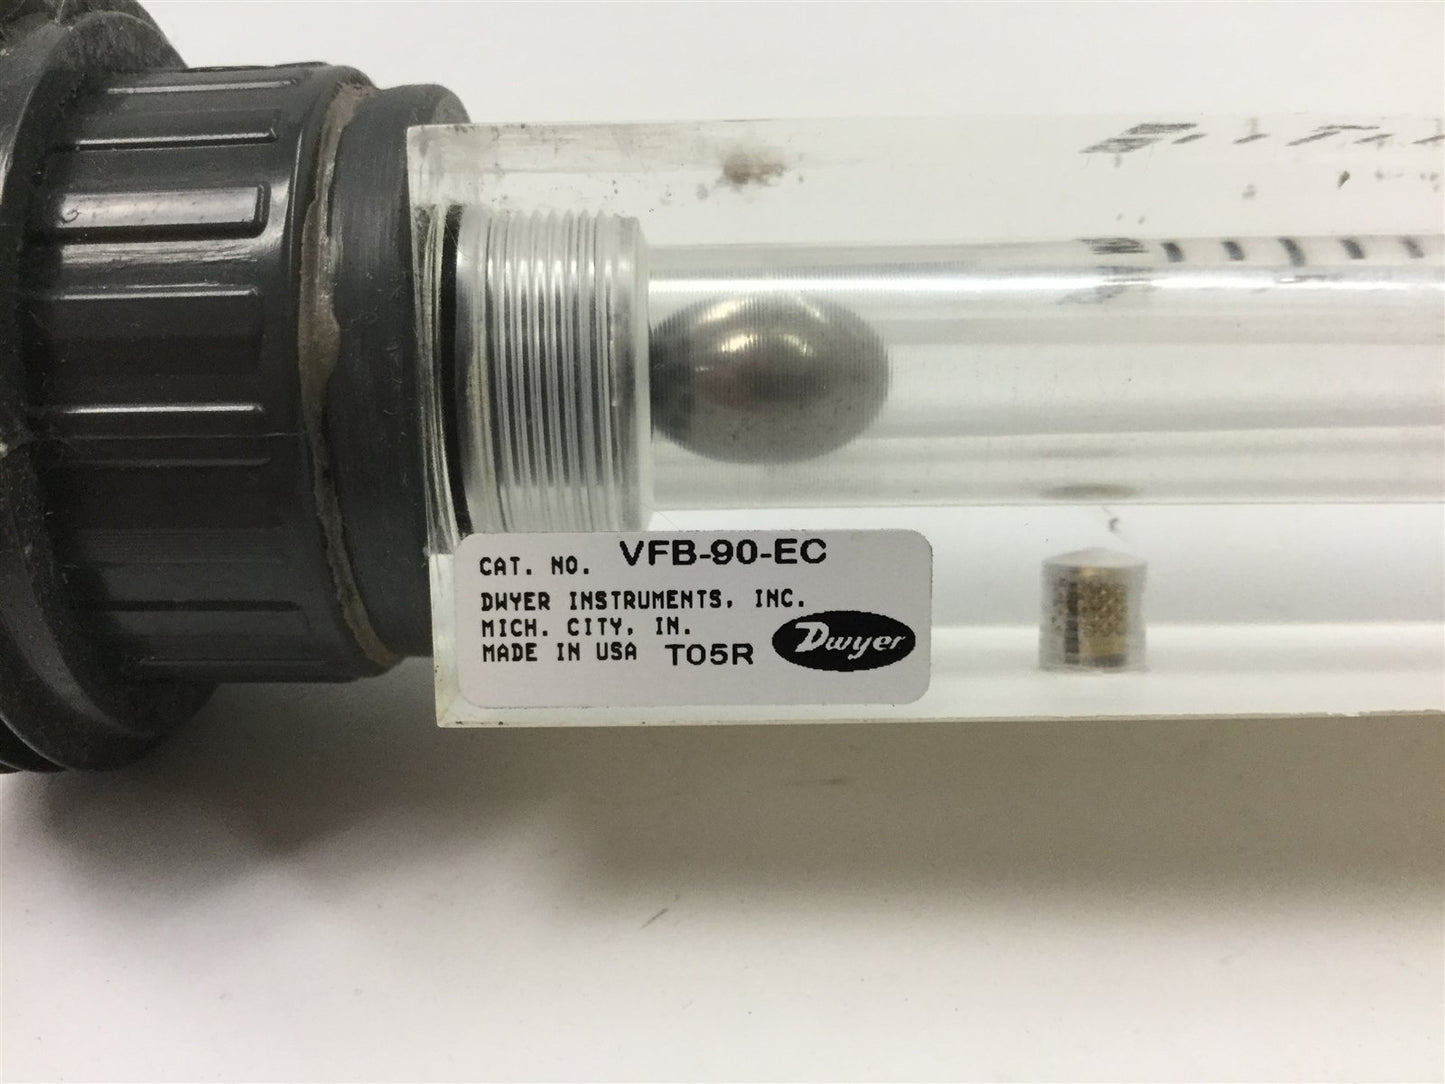 CAT. NO. VFB-90-EC
DWYER INSTRUMENTS, INC.
MICH. CITY, IN.
MADE IN USA T05R
Dwyer